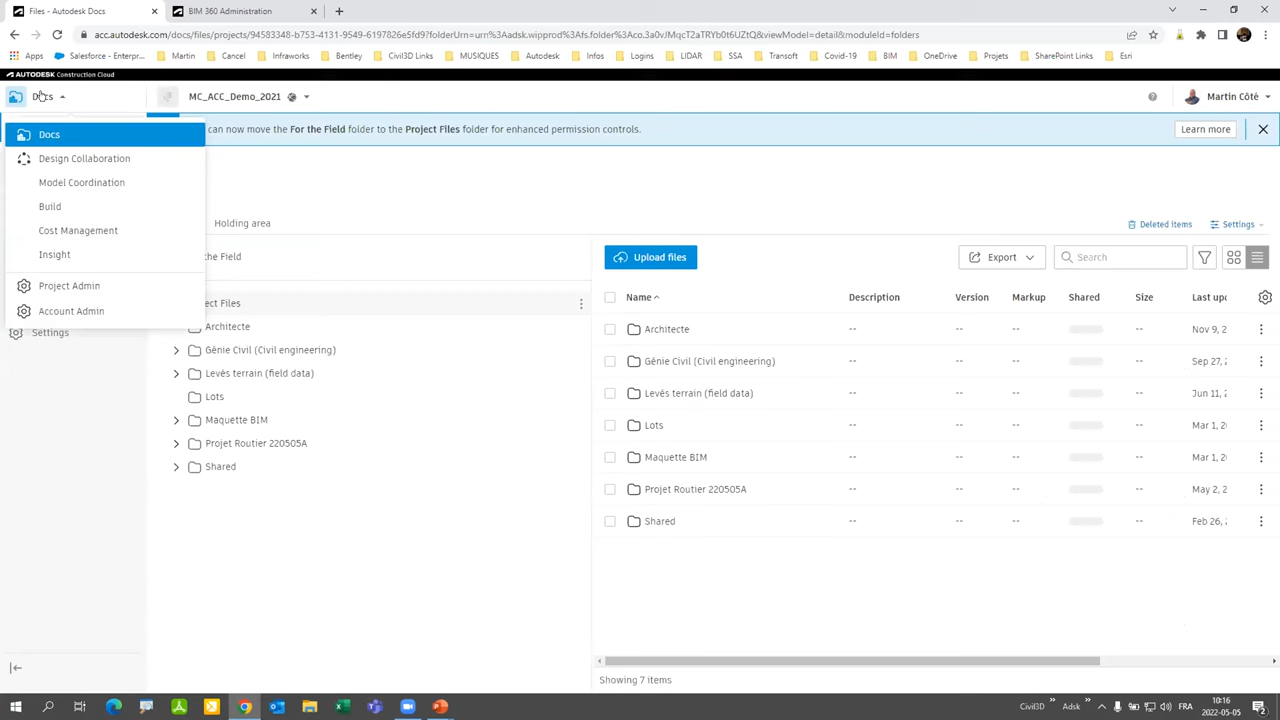 Files - Autodesk Docs
BIM 360 Administration
acc.autodesk.com/docs/files/projects/94583348-b753-4131-9549-6197826e5fd9?folderUrn=urn%3Aadsk.wipprod%3Afs.folder%3Aco.3a0vJMqcT2aTRYb0t6UZtQ&viewModel=detail&moduleId=folders
Apps Salesforce - Enterpr... Martin Cancel Infraworks Bentley Civil3D Links MUSIQUES Autodesk Infos Logins LIDAR SSA Transport Covid-19 BIM OneDrive Projets SharePoint Links Esri
AUTODESK CONSTRUCTION CLOUD
Docs MC_ACC_Demo_2021 Martin Côté
can now move the For the Field folder to the Project Files folder for enhanced permission controls. Learn more
Docs
Design Collaboration
Model Coordination
Build
Cost Management
Insight
Project Admin
Account Admin
Settings
Holding area
Deleted items Settings
the Field
ect Files
Architecte
Génie Civil (Civil engineering)
Levés terrain (field data)
Lots
Maquette BIM
Projet Routier 220505A
Shared
Upload files Export Search
Name Description Version Markup Shared Size Last upd
Architecte -- -- -- -- Nov 9, 2
Génie Civil (Civil engineering) -- -- -- -- Sep 27, 2
Levés terrain (field data) -- -- -- -- Jun 11, 2
Lots -- -- -- -- Mar 1, 20
Maquette BIM -- -- -- -- Mar 1, 20
Projet Routier 220505A -- -- -- -- May 2, 2
Shared -- -- -- -- Feb 26, 2
Showing 7 items
Civil3D Adsk FRA 10:16
2022-05-05 2